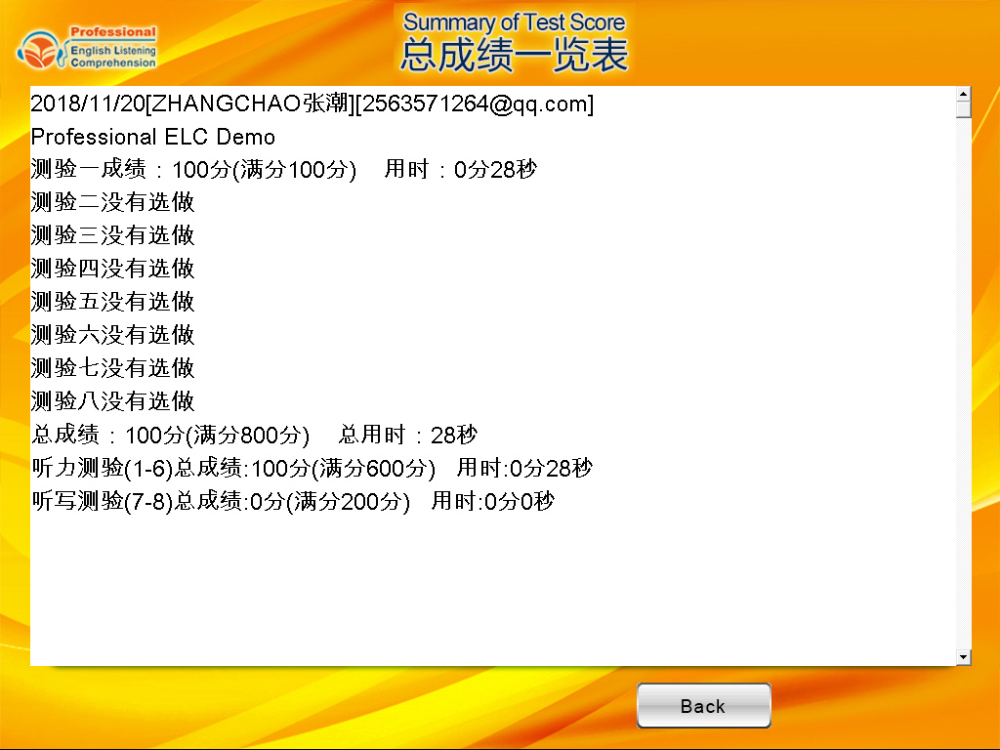 Professional
English Listening
Comprehension
Summary of Test Score
总成绩一览表
2018/11/20[ZHANGCHAO张潮][2563571264@qq.com]
Professional ELC Demo
测验一成绩：100分(满分100分)    用时：0分28秒
测验二没有选做
测验三没有选做
测验四没有选做
测验五没有选做
测验六没有选做
测验七没有选做
测验八没有选做
总成绩：100分(满分800分)    总用时：28秒
听力测验(1-6)总成绩:100分(满分600分)   用时:0分28秒
听写测验(7-8)总成绩:0分(满分200分)   用时:0分0秒
Back